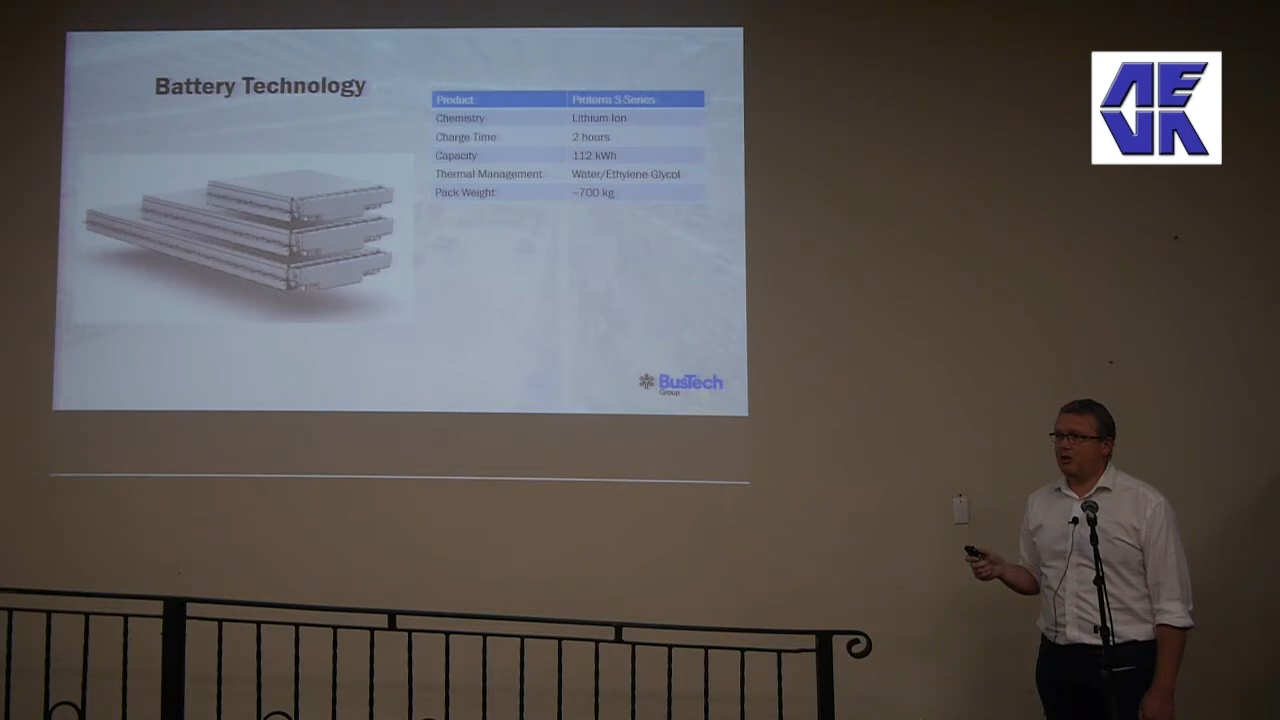 Battery Technology
Product Proterra S-Series
Chemistry Lithium Ion
Charge Time 2 hours
Capacity 112 kWh
Thermal Management Water/Ethylene Glycol
Pack Weight ~700 kg
BusTech
Group
AEVA